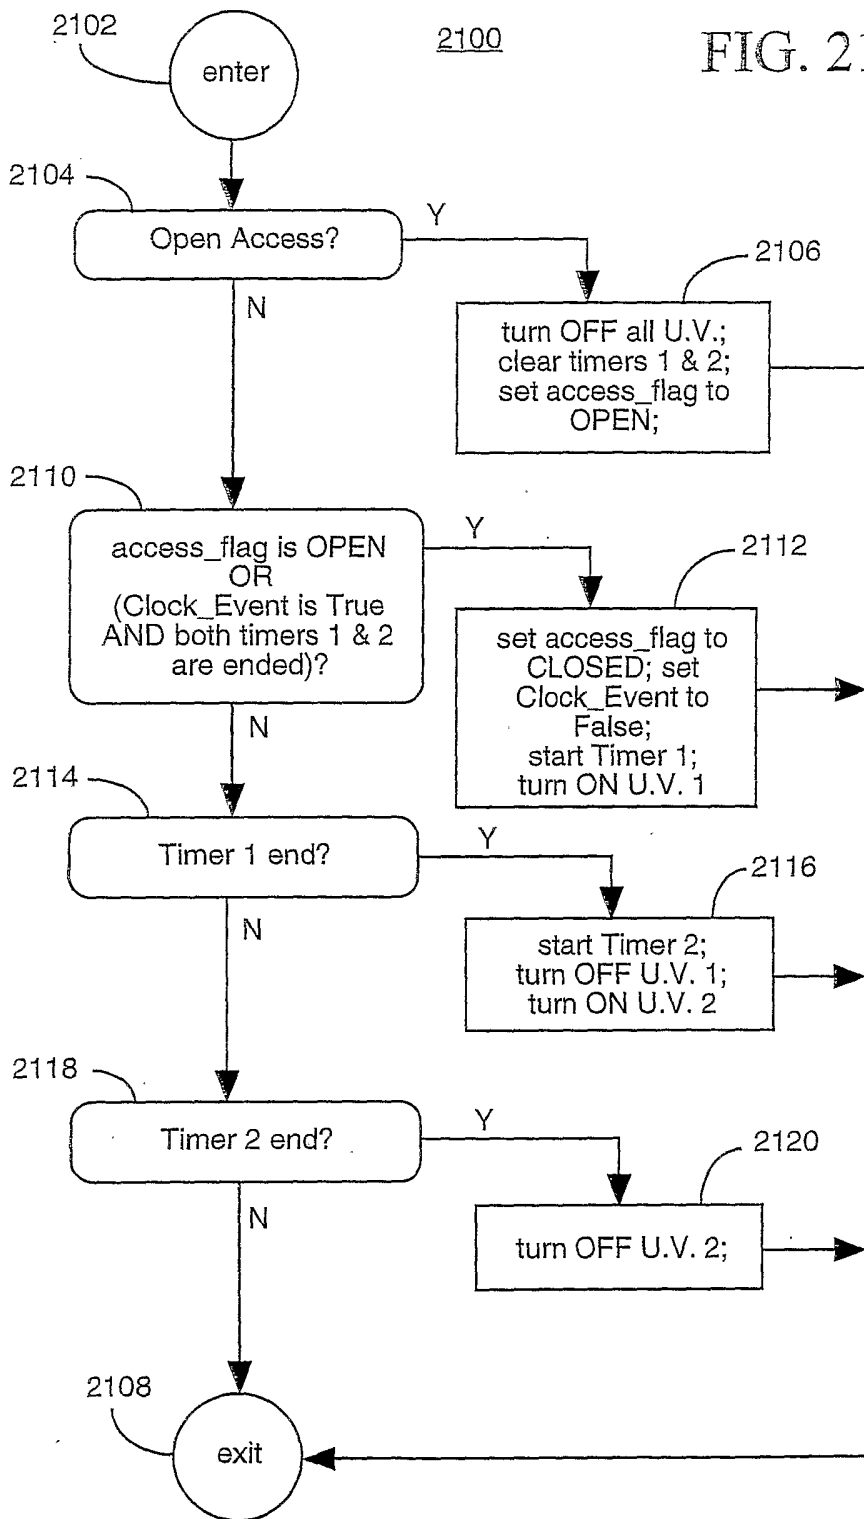 2102
2100
FIG. 21
enter
2104
Open Access?
Y
N
2106
turn OFF all U.V.;
clear timers 1 & 2;
set access_flag to
OPEN;
2110
access_flag is OPEN
OR
(Clock_Event is True
AND both timers 1 & 2
are ended)?
Y
N
2112
set access_flag to
CLOSED; set
Clock_Event to
False;
start Timer 1;
turn ON U.V. 1
2114
Timer 1 end?
Y
N
2116
start Timer 2;
turn OFF U.V. 1;
turn ON U.V. 2
2118
Timer 2 end?
Y
N
2120
turn OFF U.V. 2;
2108
exit